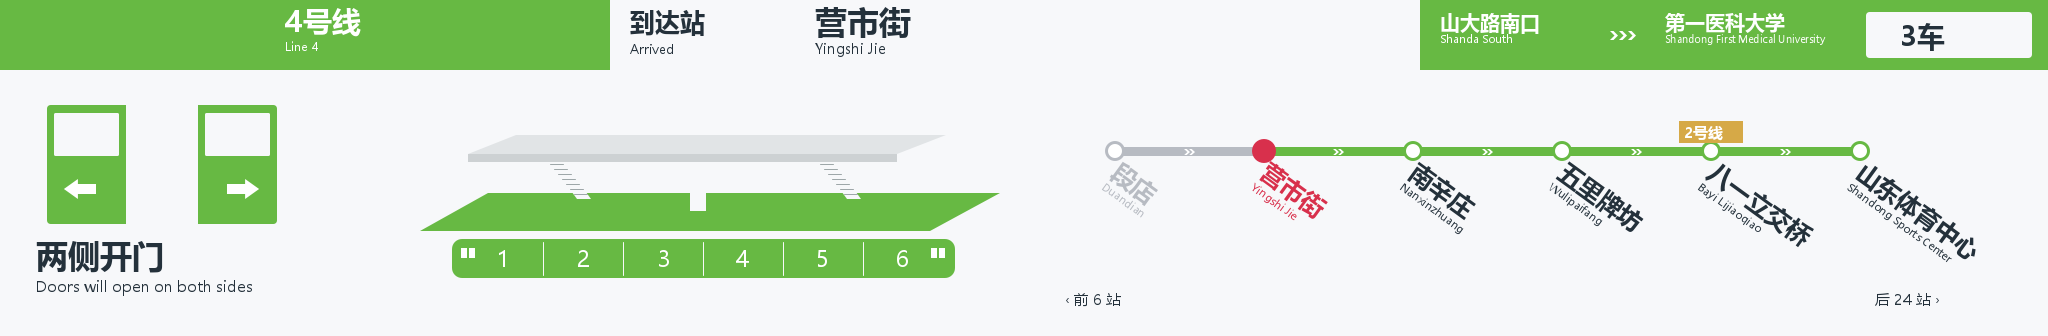 4号线
Line 4
到达站
Arrived
营市街
Yingshi Jie
山大路南口
Shanda South
›››
第一医科大学
Shandong First Medical University
3车
两侧开门
Doors will open on both sides
1 2 3 4 5 6
2号线
段店
Duandian
营市街
Yingshi Jie
南辛庄
Nanxinzhuang
五里牌坊
Wulipaifang
八一立交桥
Bayi Lijiaoqiao
山东体育中心
Shandong Sports Center
‹ 前 6 站
后 24 站 ›